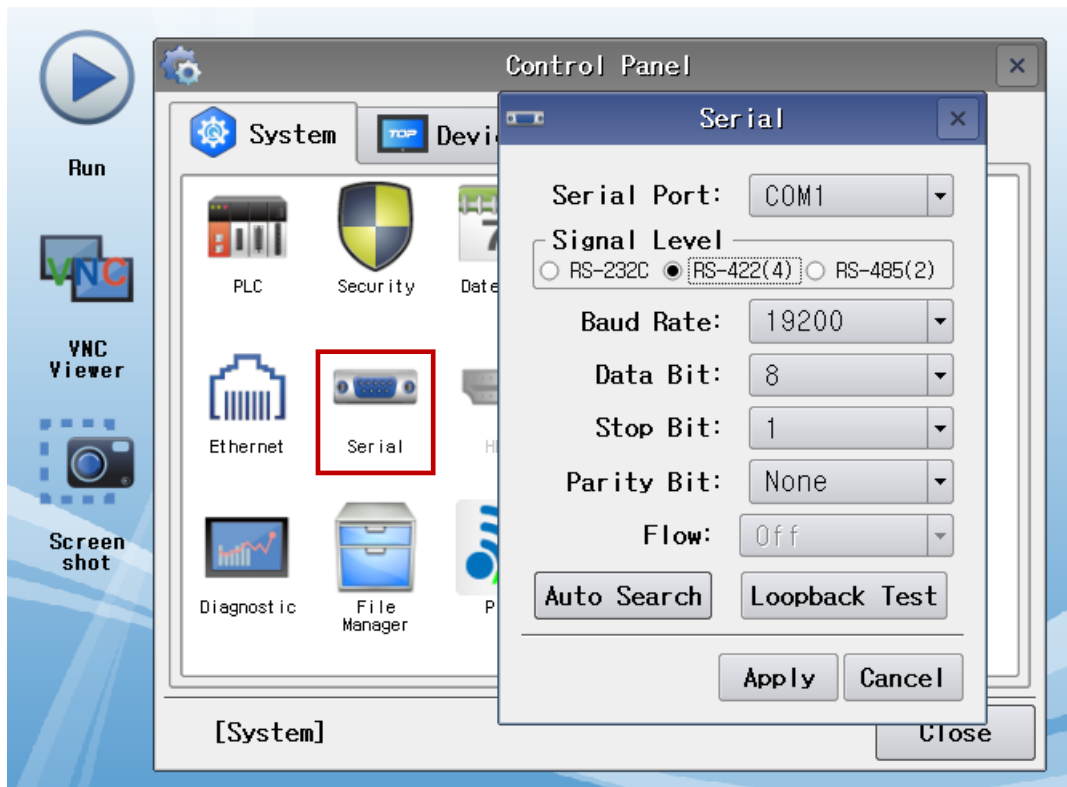 Control Panel
Serial
System
TOP
Devi
Run
VNC
VNC
Viewer
Screen
shot
PLC
Security
7
Date
Ethernet
Serial
Diagnostic
File
Manager
P
Serial Port: COM1
Signal Level
RS-232C RS-422(4) RS-485(2)
Baud Rate: 19200
Data Bit: 8
Stop Bit: 1
Parity Bit: None
Flow: Off
Auto Search Loopback Test
Apply Cancel
[System]
Close